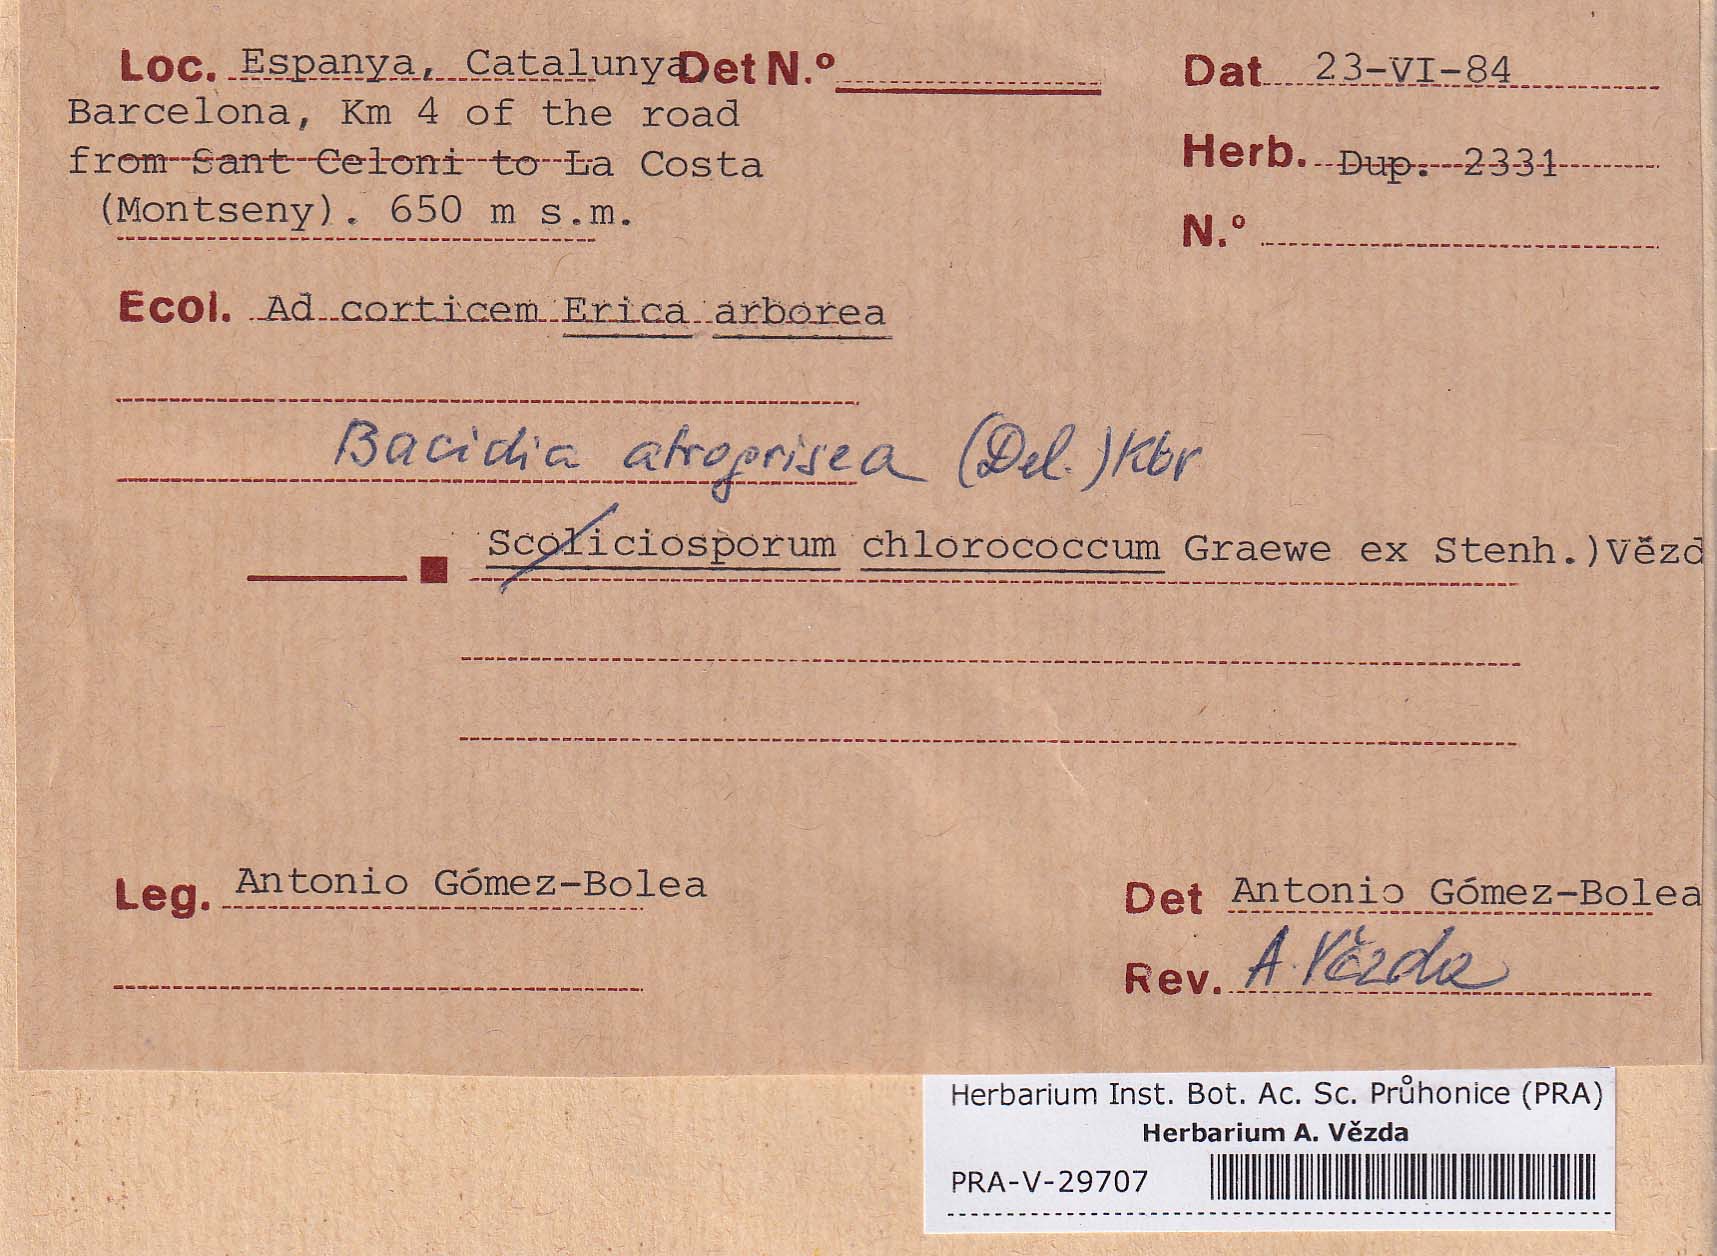 Loc. Espanya, Catalunya Det N.º
Barcelona, Km 4 of the road
from Sant Celoni to La Costa
(Montseny). 650 m s.m.
Dat 23-VI-84
Herb. Dup. 2331
N.º
Ecol. Ad corticem Erica arborea
Bacidia atrogrisea (Del.) Kbr
Scoliciosporum chlorococcum Graewe ex Stenh.)Vězd
Leg. Antonio Gómez-Bolea
Det Antonio Gómez-Bolea
Rev. A. Vězda
Herbarium Inst. Bot. Ac. Sc. Průhonice (PRA)
Herbarium A. Vězda
PRA-V-29707